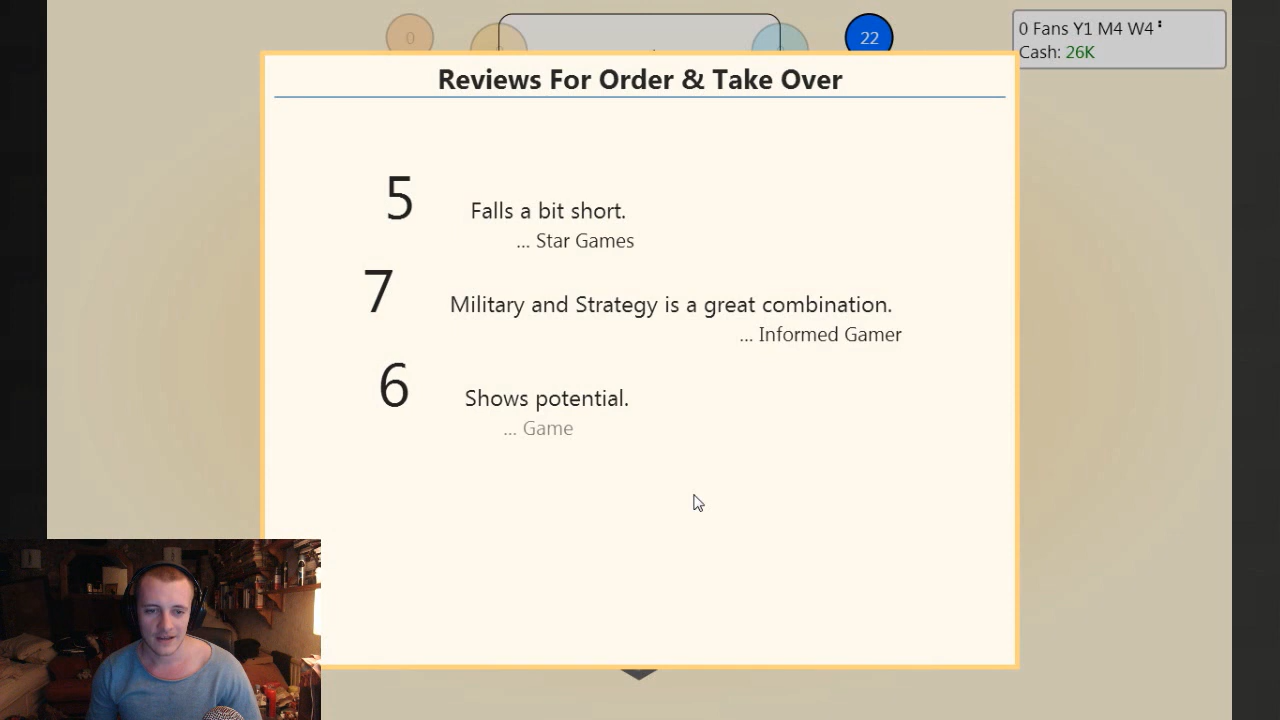 0
22
0 Fans Y1 M4 W4
Cash: 26K
Reviews For Order & Take Over
5
Falls a bit short.
... Star Games
7
Military and Strategy is a great combination.
... Informed Gamer
6
Shows potential.
... Game